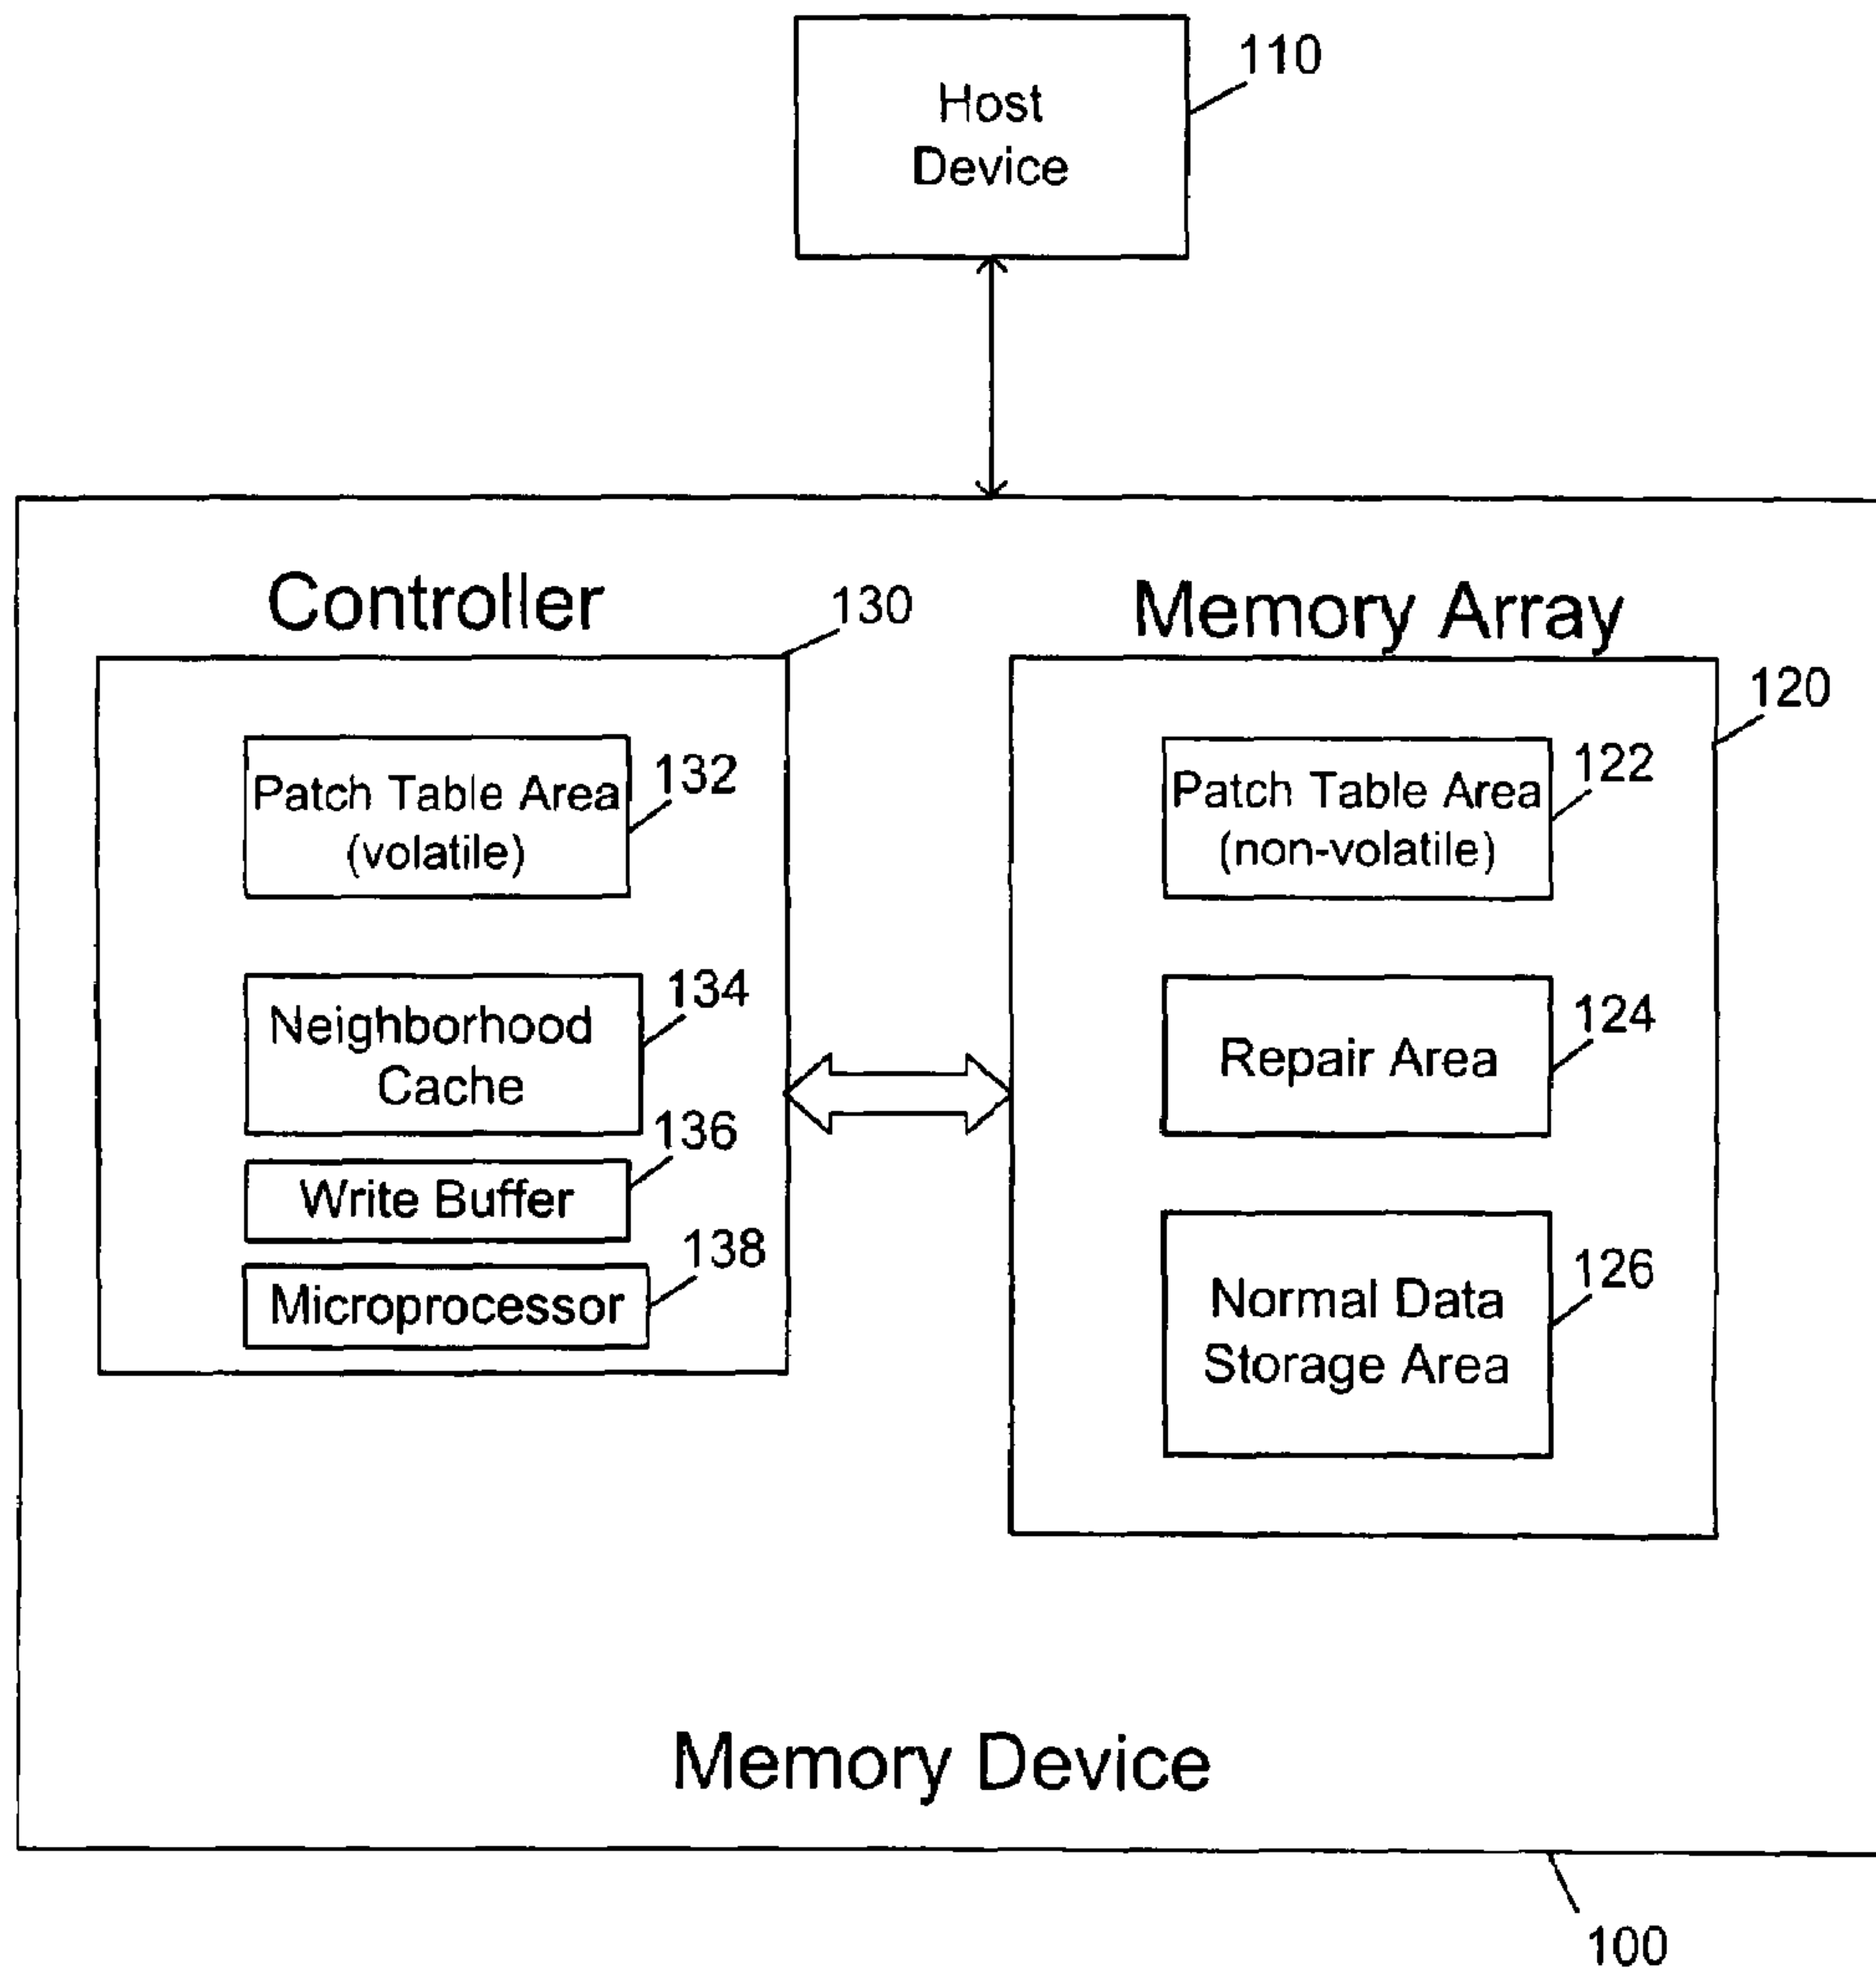 110
Host
Device
Controller
130
Memory Array
120
Patch Table Area
(volatile)
132
Patch Table Area
(non-volatile)
122
Neighborhood
Cache
134
Repair Area
124
Write Buffer
136
Microprocessor
138
Normal Data
Storage Area
126
Memory Device
100